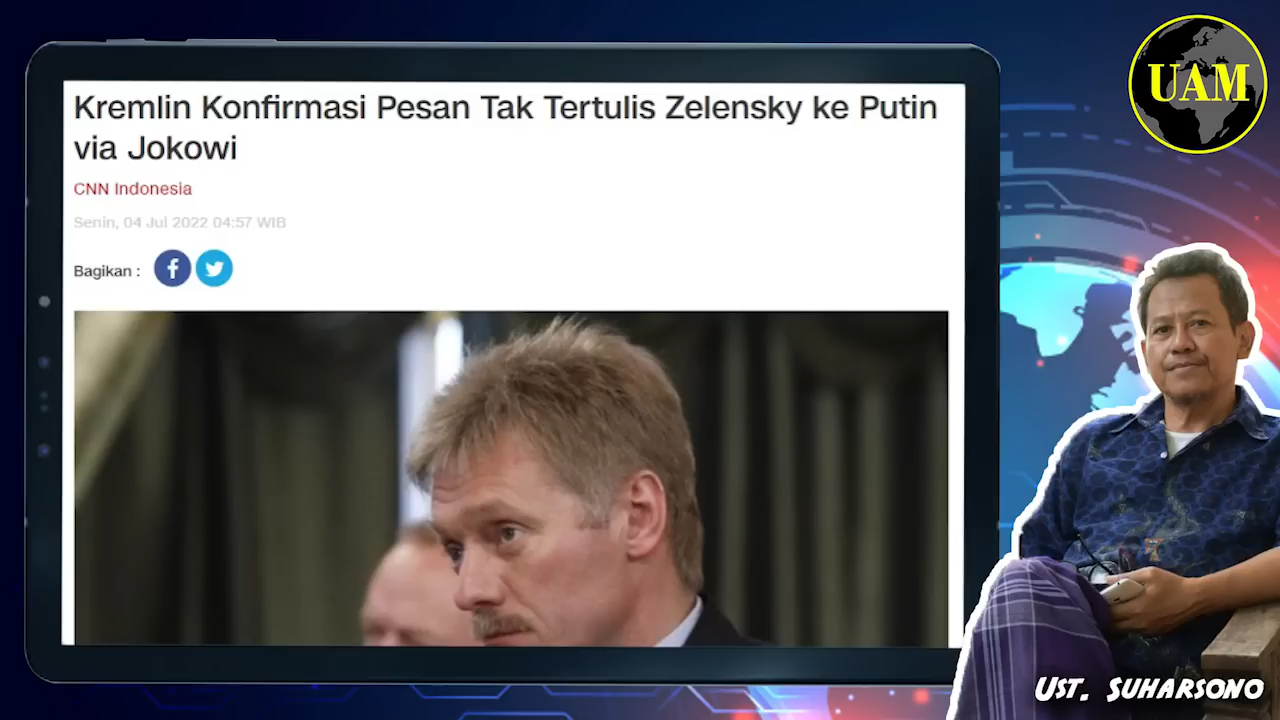 Kremlin Konfirmasi Pesan Tak Tertulis Zelensky ke Putin
via Jokowi
CNN Indonesia
Senin, 04 Jul 2022 04:57 WIB
Bagikan :
UAM
UST. SUHARSONO